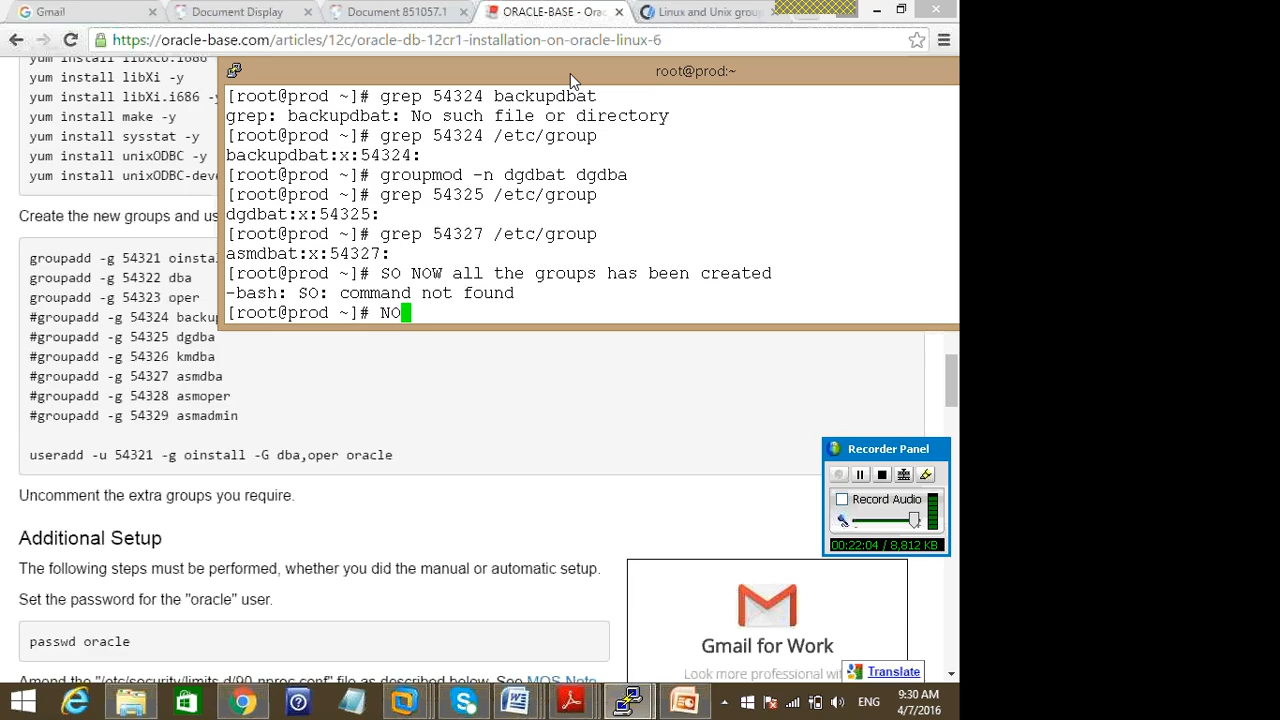 Gmail
Document Display
Document 851057.1
ORACLE-BASE - Orac
Linux and Unix group
https://oracle-base.com/articles/12c/oracle-db-12cr1-installation-on-oracle-linux-6
yum install libXi -y
yum install libXi.i686 -y
yum install make -y
yum install sysstat -y
yum install unixODBC -y
yum install unixODBC-deve
root@prod:~
[root@prod ~]# grep 54324 backupdbat
grep: backupdbat: No such file or directory
[root@prod ~]# grep 54324 /etc/group
backupdbat:x:54324:
[root@prod ~]# groupmod -n dgdbat dgdba
[root@prod ~]# grep 54325 /etc/group
dgdbat:x:54325:
[root@prod ~]# grep 54327 /etc/group
asmdbat:x:54327:
[root@prod ~]# SO NOW all the groups has been created
-bash: SO: command not found
[root@prod ~]# NO
Create the new groups and us
groupadd -g 54321 oinstal
groupadd -g 54322 dba
groupadd -g 54323 oper
#groupadd -g 54324 backup
#groupadd -g 54325 dgdba
#groupadd -g 54326 kmdba
#groupadd -g 54327 asmdba
#groupadd -g 54328 asmoper
#groupadd -g 54329 asmadmin
useradd -u 54321 -g oinstall -G dba,oper oracle
Uncomment the extra groups you require.
Additional Setup
The following steps must be performed, whether you did the manual or automatic setup.
Set the password for the "oracle" user.
passwd oracle
Recorder Panel
Record Audio
00:22:04 / 8,812 KB
Gmail for Work
Look more professional wit
Translate
ENG
9:30 AM
4/7/2016